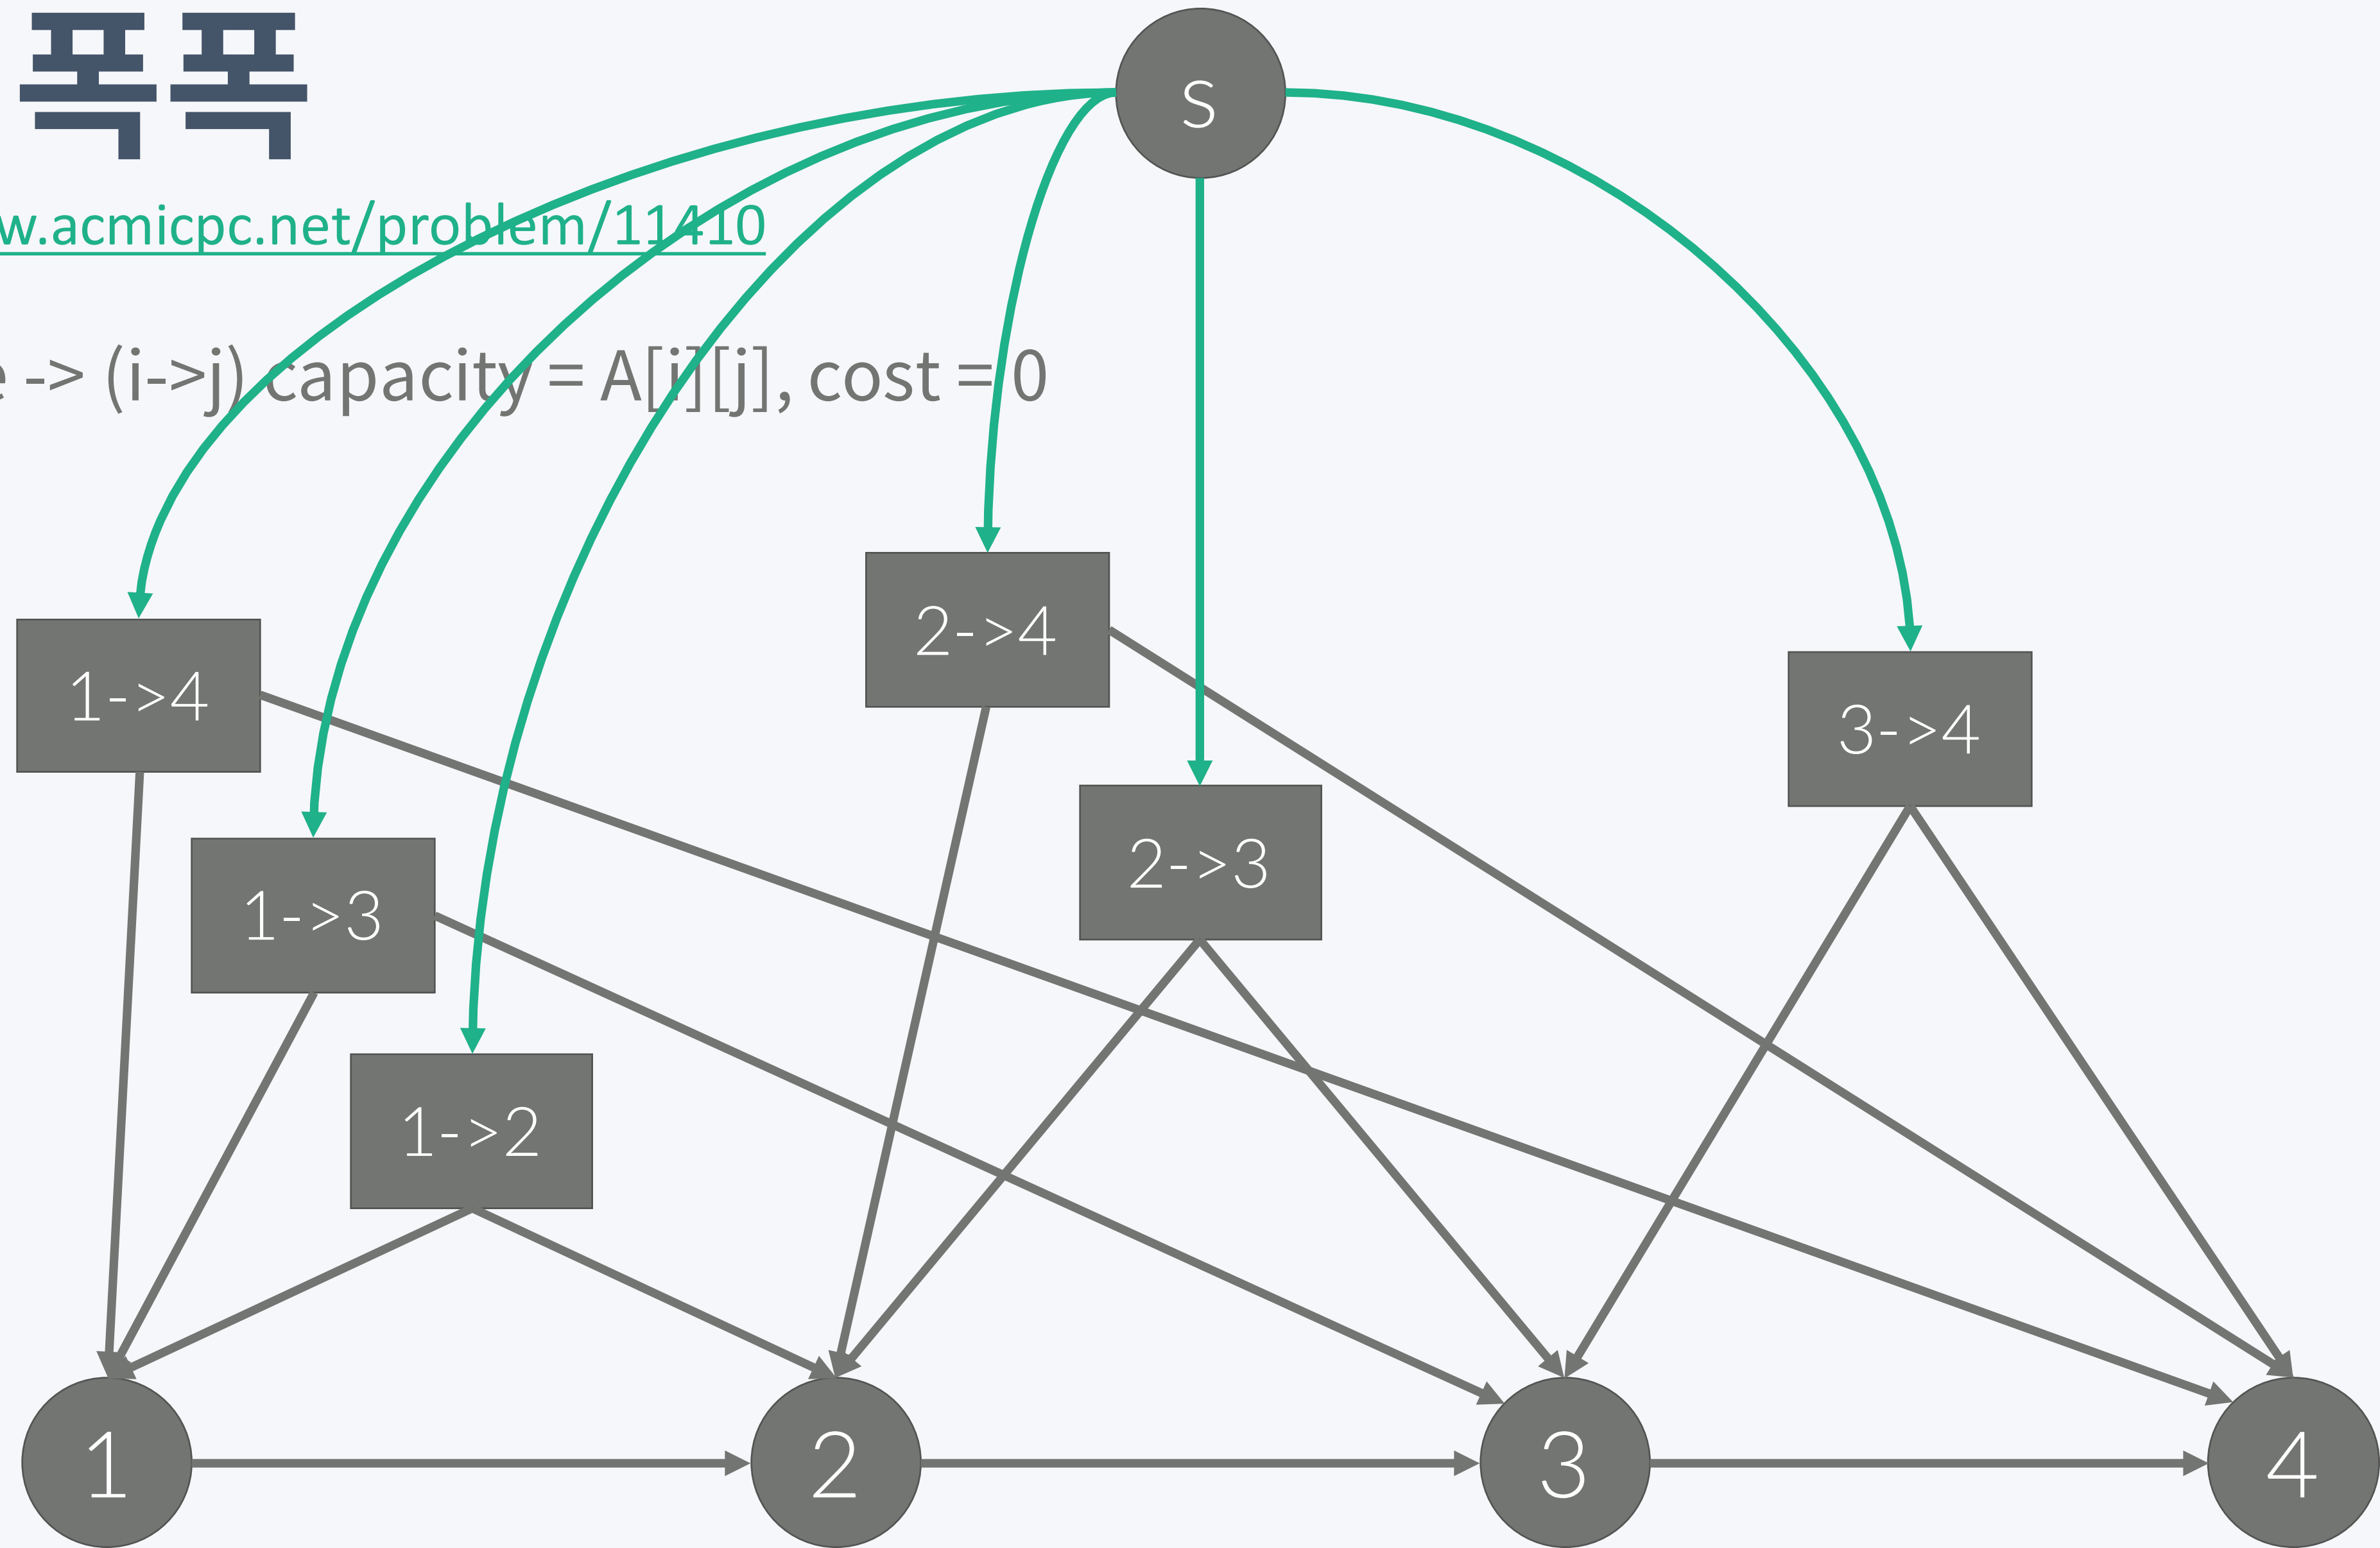 폭폭
S
w.acmicpc.net/problem/11410
e -> (i->j) capacity = A[i][j], cost = 0
2->4
1->4
3->4
2->3
1->3
1->2
1
2
3
4